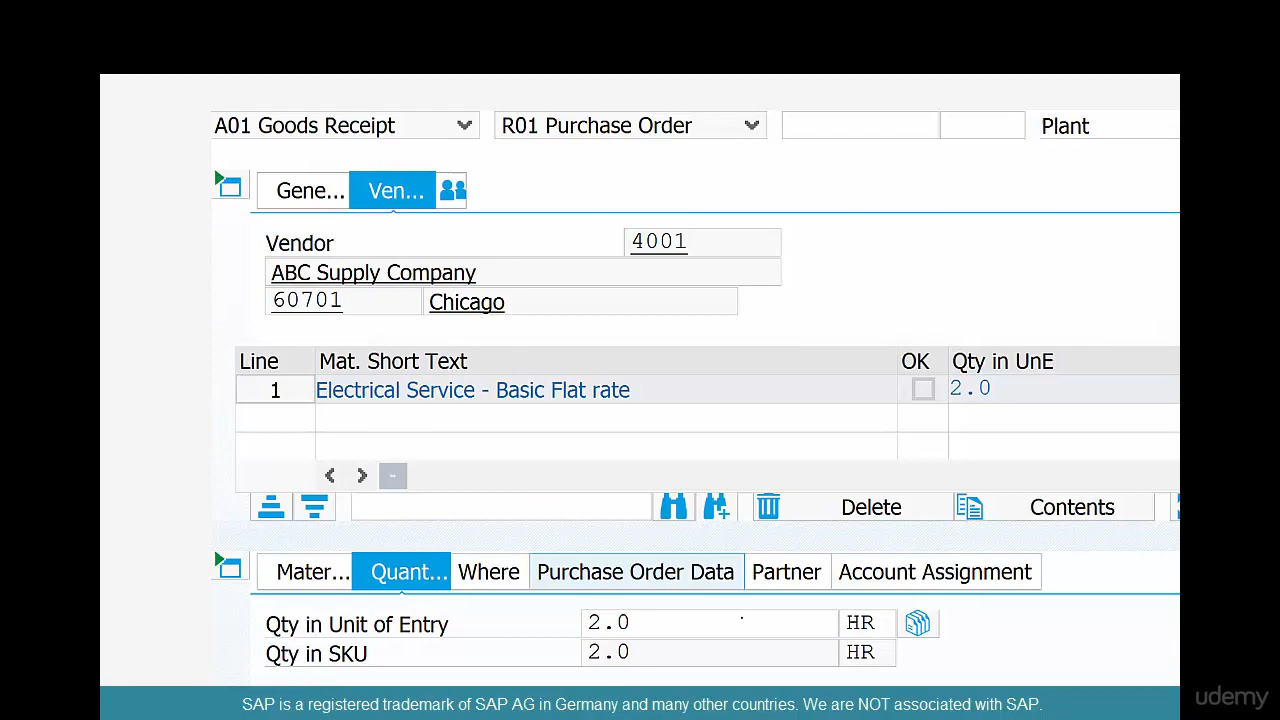 A01 Goods Receipt R01 Purchase Order Plant
Gene... Ven...
Vendor 4001
ABC Supply Company
60701 Chicago
Line Mat. Short Text OK Qty in UnE
1 Electrical Service - Basic Flat rate 2.0
Delete Contents
Mater... Quant... Where Purchase Order Data Partner Account Assignment
Qty in Unit of Entry 2.0 HR
Qty in SKU 2.0 HR
SAP is a registered trademark of SAP AG in Germany and many other countries. We are NOT associated with SAP.
udemy